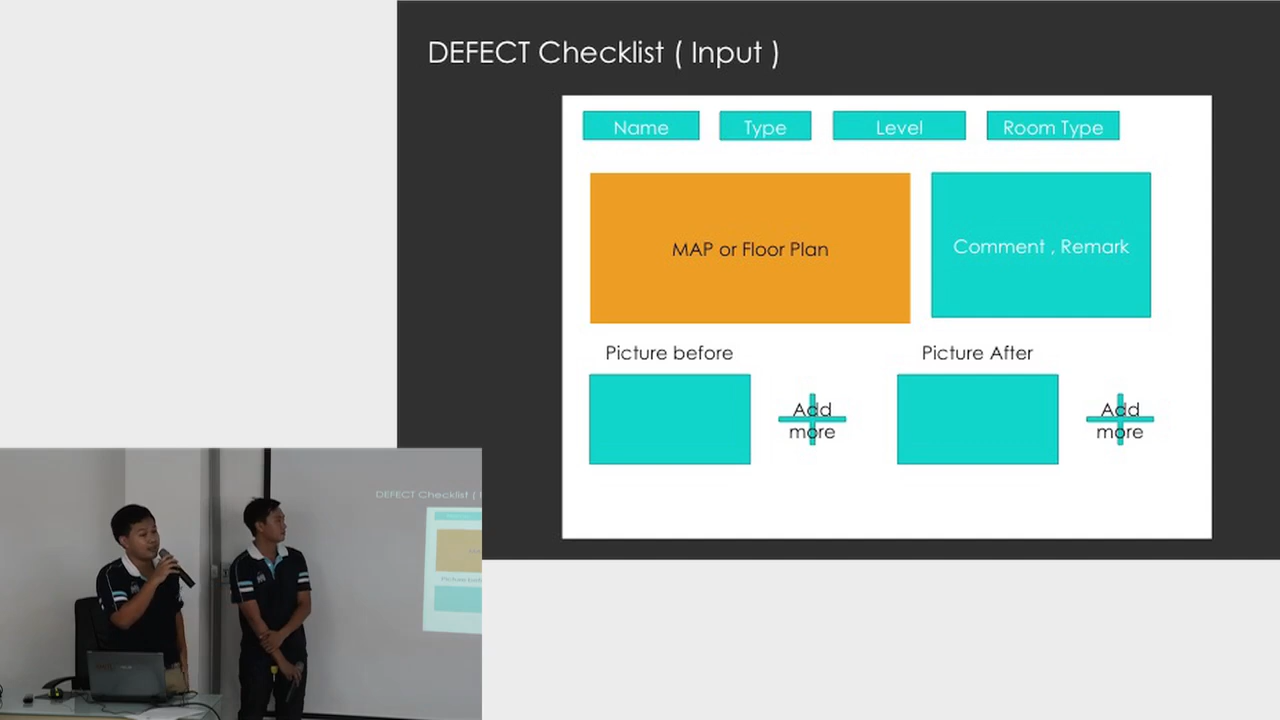 DEFECT Checklist ( Input )
Name
Type
Level
Room Type
MAP or Floor Plan
Comment , Remark
Picture before
Picture After
Add
more
Add
more
DEFECT Checklist (